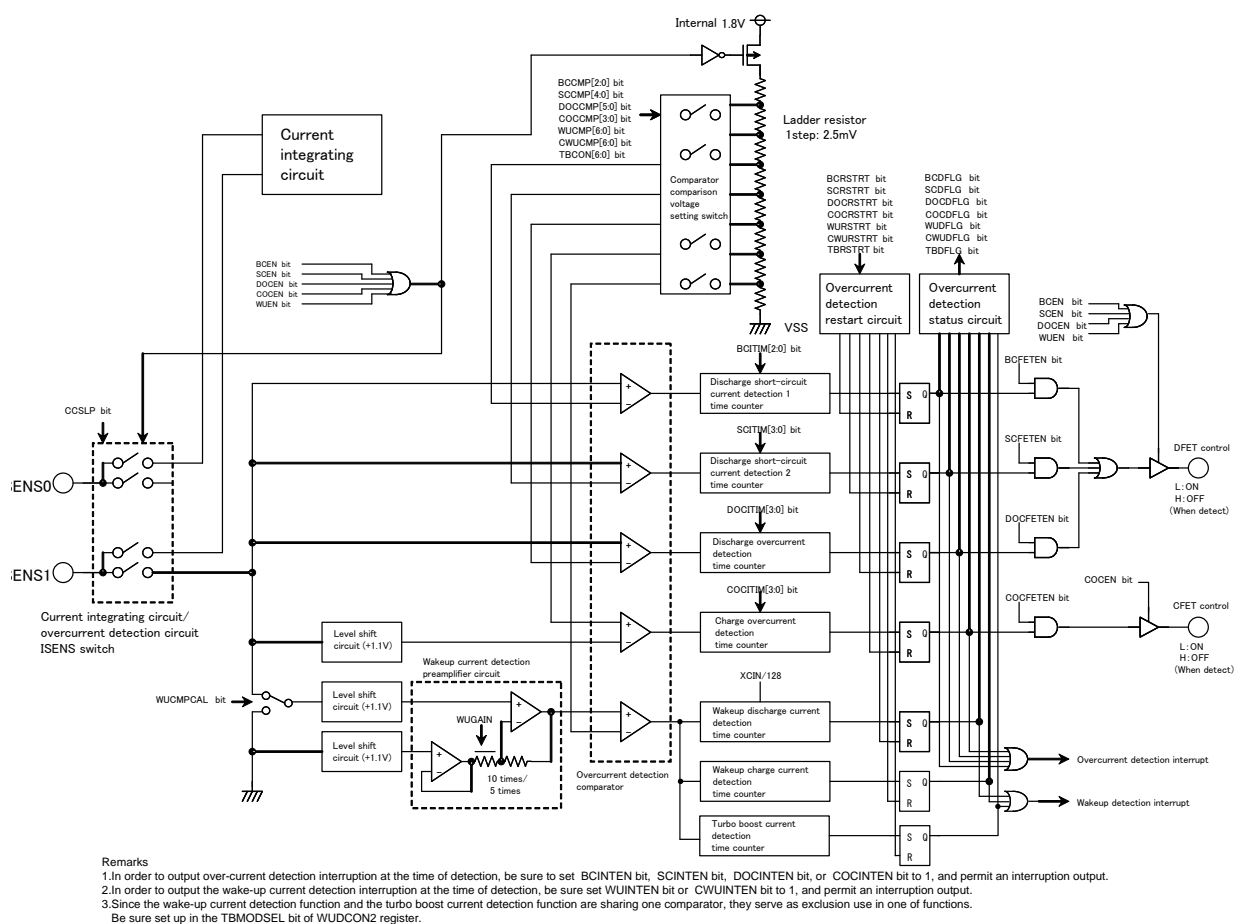 Internal 1.8V
BCCMP[2:0] bit
SCCMP[4:0] bit
DOCCMP[5:0] bit
COCCMP[3:0] bit
WUCMP[6:0] bit
CWUCMP[6:0] bit
TBCON[6:0] bit
Ladder resistor
1step: 2.5mV
Current
integrating
circuit
Comparator
comparison
voltage
setting switch
BCRSTRT bit
SCRSTRT bit
DOCRSTRT bit
COCRSTRT bit
WURSTRT bit
CWURSTRT bit
TBRSTRT bit
BCDFLG bit
SCDFLG bit
DOCDFLG bit
COCDFLG bit
WUDFLG bit
CWUDFLG bit
TBDFLG bit
BCEN bit
SCEN bit
DOCEN bit
COCEN bit
WUEN bit
Overcurrent
detection
restart circuit
Overcurrent
detection
status circuit
BCEN bit
SCEN bit
DOCEN bit
WUEN bit
VSS
BCITIM[2:0] bit
BCFETEN bit
Discharge short-circuit
current detection 1
time counter
S Q
R
CCSLP bit
SCITIM[3:0] bit
SCFETEN bit
DFET control
Discharge short-circuit
current detection 2
time counter
S Q
R
L:ON
H:OFF
(When detect)
:ENS0
DOCITIM[3:0] bit
DOCFETEN bit
Discharge overcurrent
detection
time counter
S Q
R
:ENS1
COCITIM[3:0] bit
COCEN bit
COCFETEN bit
CFET control
Current integrating circuit/
overcurrent detection circuit
ISENS switch
Level shift
circuit (+1.1V)
Charge overcurrent
detection
time counter
S Q
R
L:ON
H:OFF
(When detect)
Wakeup current detection
preamplifier circuit
XCIN/128
WUCMPCAL bit
Level shift
circuit (+1.1V)
WUGAIN
Wakeup discharge current
detection
time counter
S Q
R
Level shift
circuit (+1.1V)
10 times/
5 times
Overcurrent detection
comparator
Overcurrent detection interrupt
Wakeup charge current
detection
time counter
S Q
R
Wakeup detection interrupt
Turbo boost current
detection
time counter
S Q
R
Remarks
1.In order to output over-current detection interruption at the time of detection, be sure to set BCINTEN bit, SCINTEN bit, DOCINTEN bit, or COCINTEN bit to 1, and permit an interruption output.
2.In order to output the wake-up current detection interruption at the time of detection, be sure set WUINTEN bit or CWUINTEN bit to 1, and permit an interruption output.
3.Since the wake-up current detection function and the turbo boost current detection function are sharing one comparator, they serve as exclusion use in one of functions.
Be sure set up in the TBMODSEL bit of WUDCON2 register.